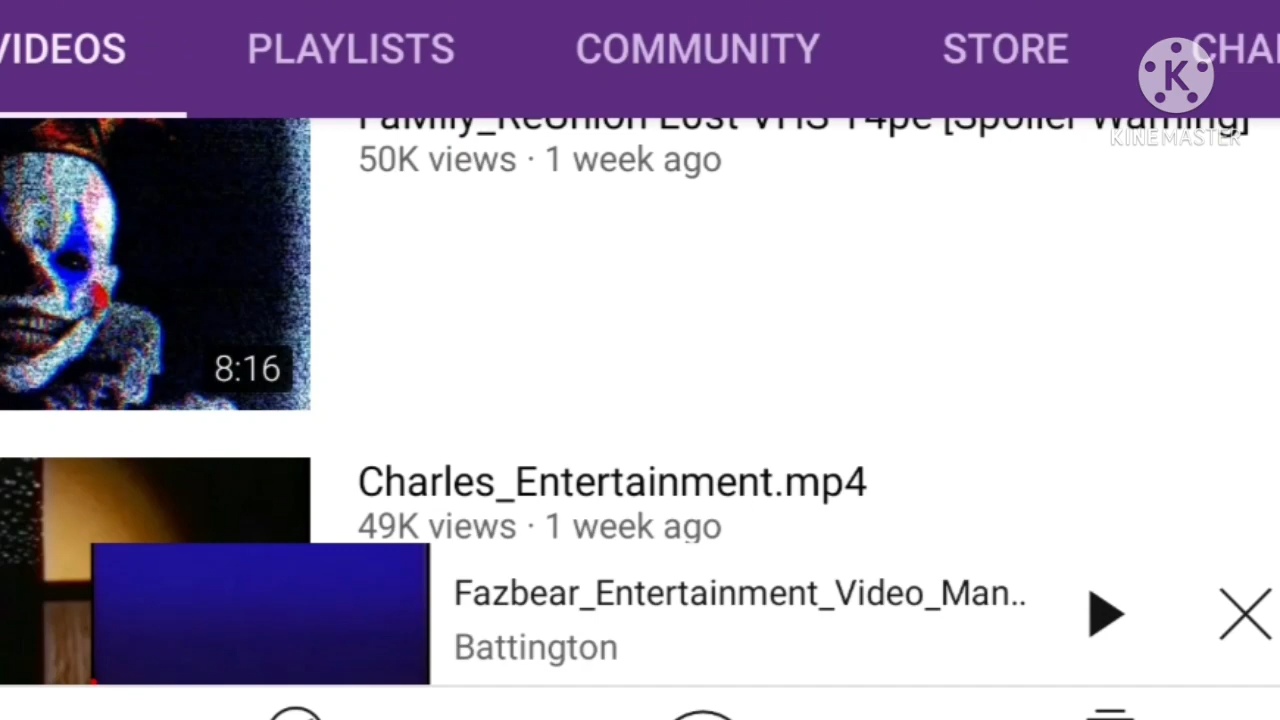 VIDEOS
PLAYLISTS
COMMUNITY
STORE
K
KINEMASTER
50K views · 1 week ago
8:16
Charles_Entertainment.mp4
49K views · 1 week ago
Fazbear_Entertainment_Video_Man..
Battington